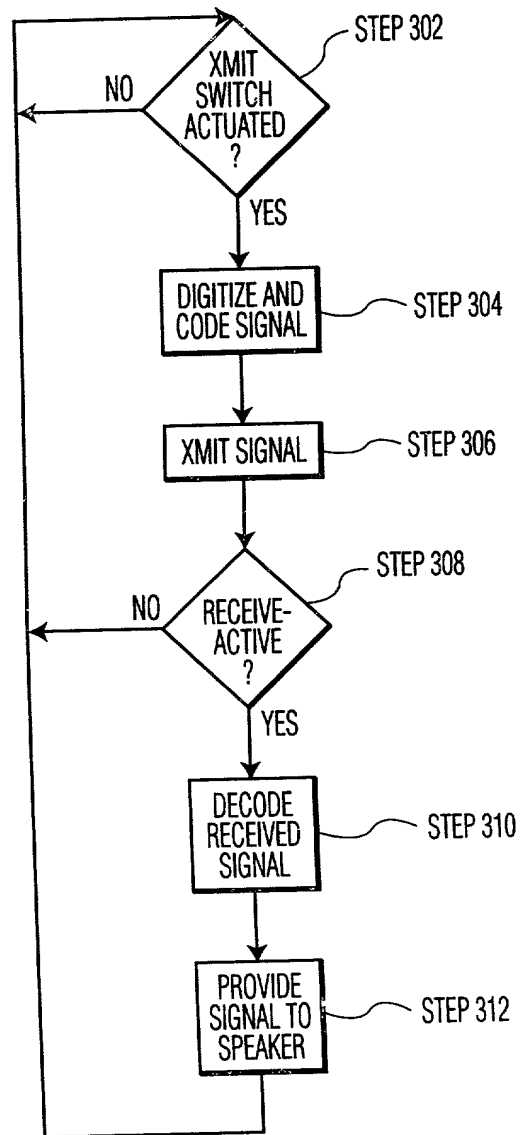 STEP 302
XMIT
SWITCH
ACTUATED
?
NO
YES
DIGITIZE AND
CODE SIGNAL
STEP 304
XMIT SIGNAL
STEP 306
STEP 308
NO
RECEIVE-
ACTIVE
?
YES
DECODE
RECEIVED
SIGNAL
STEP 310
PROVIDE
SIGNAL TO
SPEAKER
STEP 312